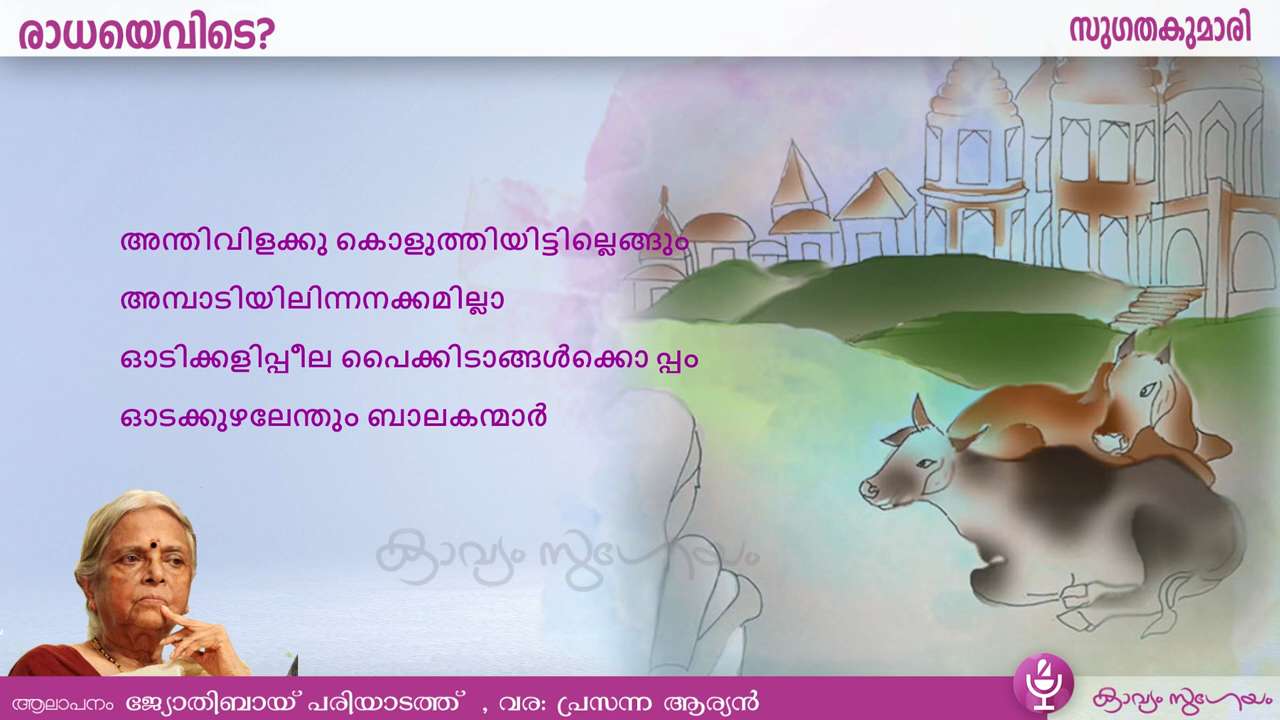 രാധയെവിടെ?
സുഗതകുമാരി
അന്തിവിളക്കു കൊളുത്തിയിട്ടില്ലെങ്ങും
അമ്പാടിയിലിന്നനക്കമില്ലാ
ഓടിക്കളിപ്പീല പൈക്കിടാങ്ങൾക്കൊ പ്പം
ഓടക്കുഴലേന്തും ബാലകന്മാർ
കാവ്യം സുഗേയം
ആലാപനം ജ്യോതിബായ് പരിയാടത്ത് , വര: പ്രസന്ന ആര്യൻ
കാവ്യം സുഗേയം